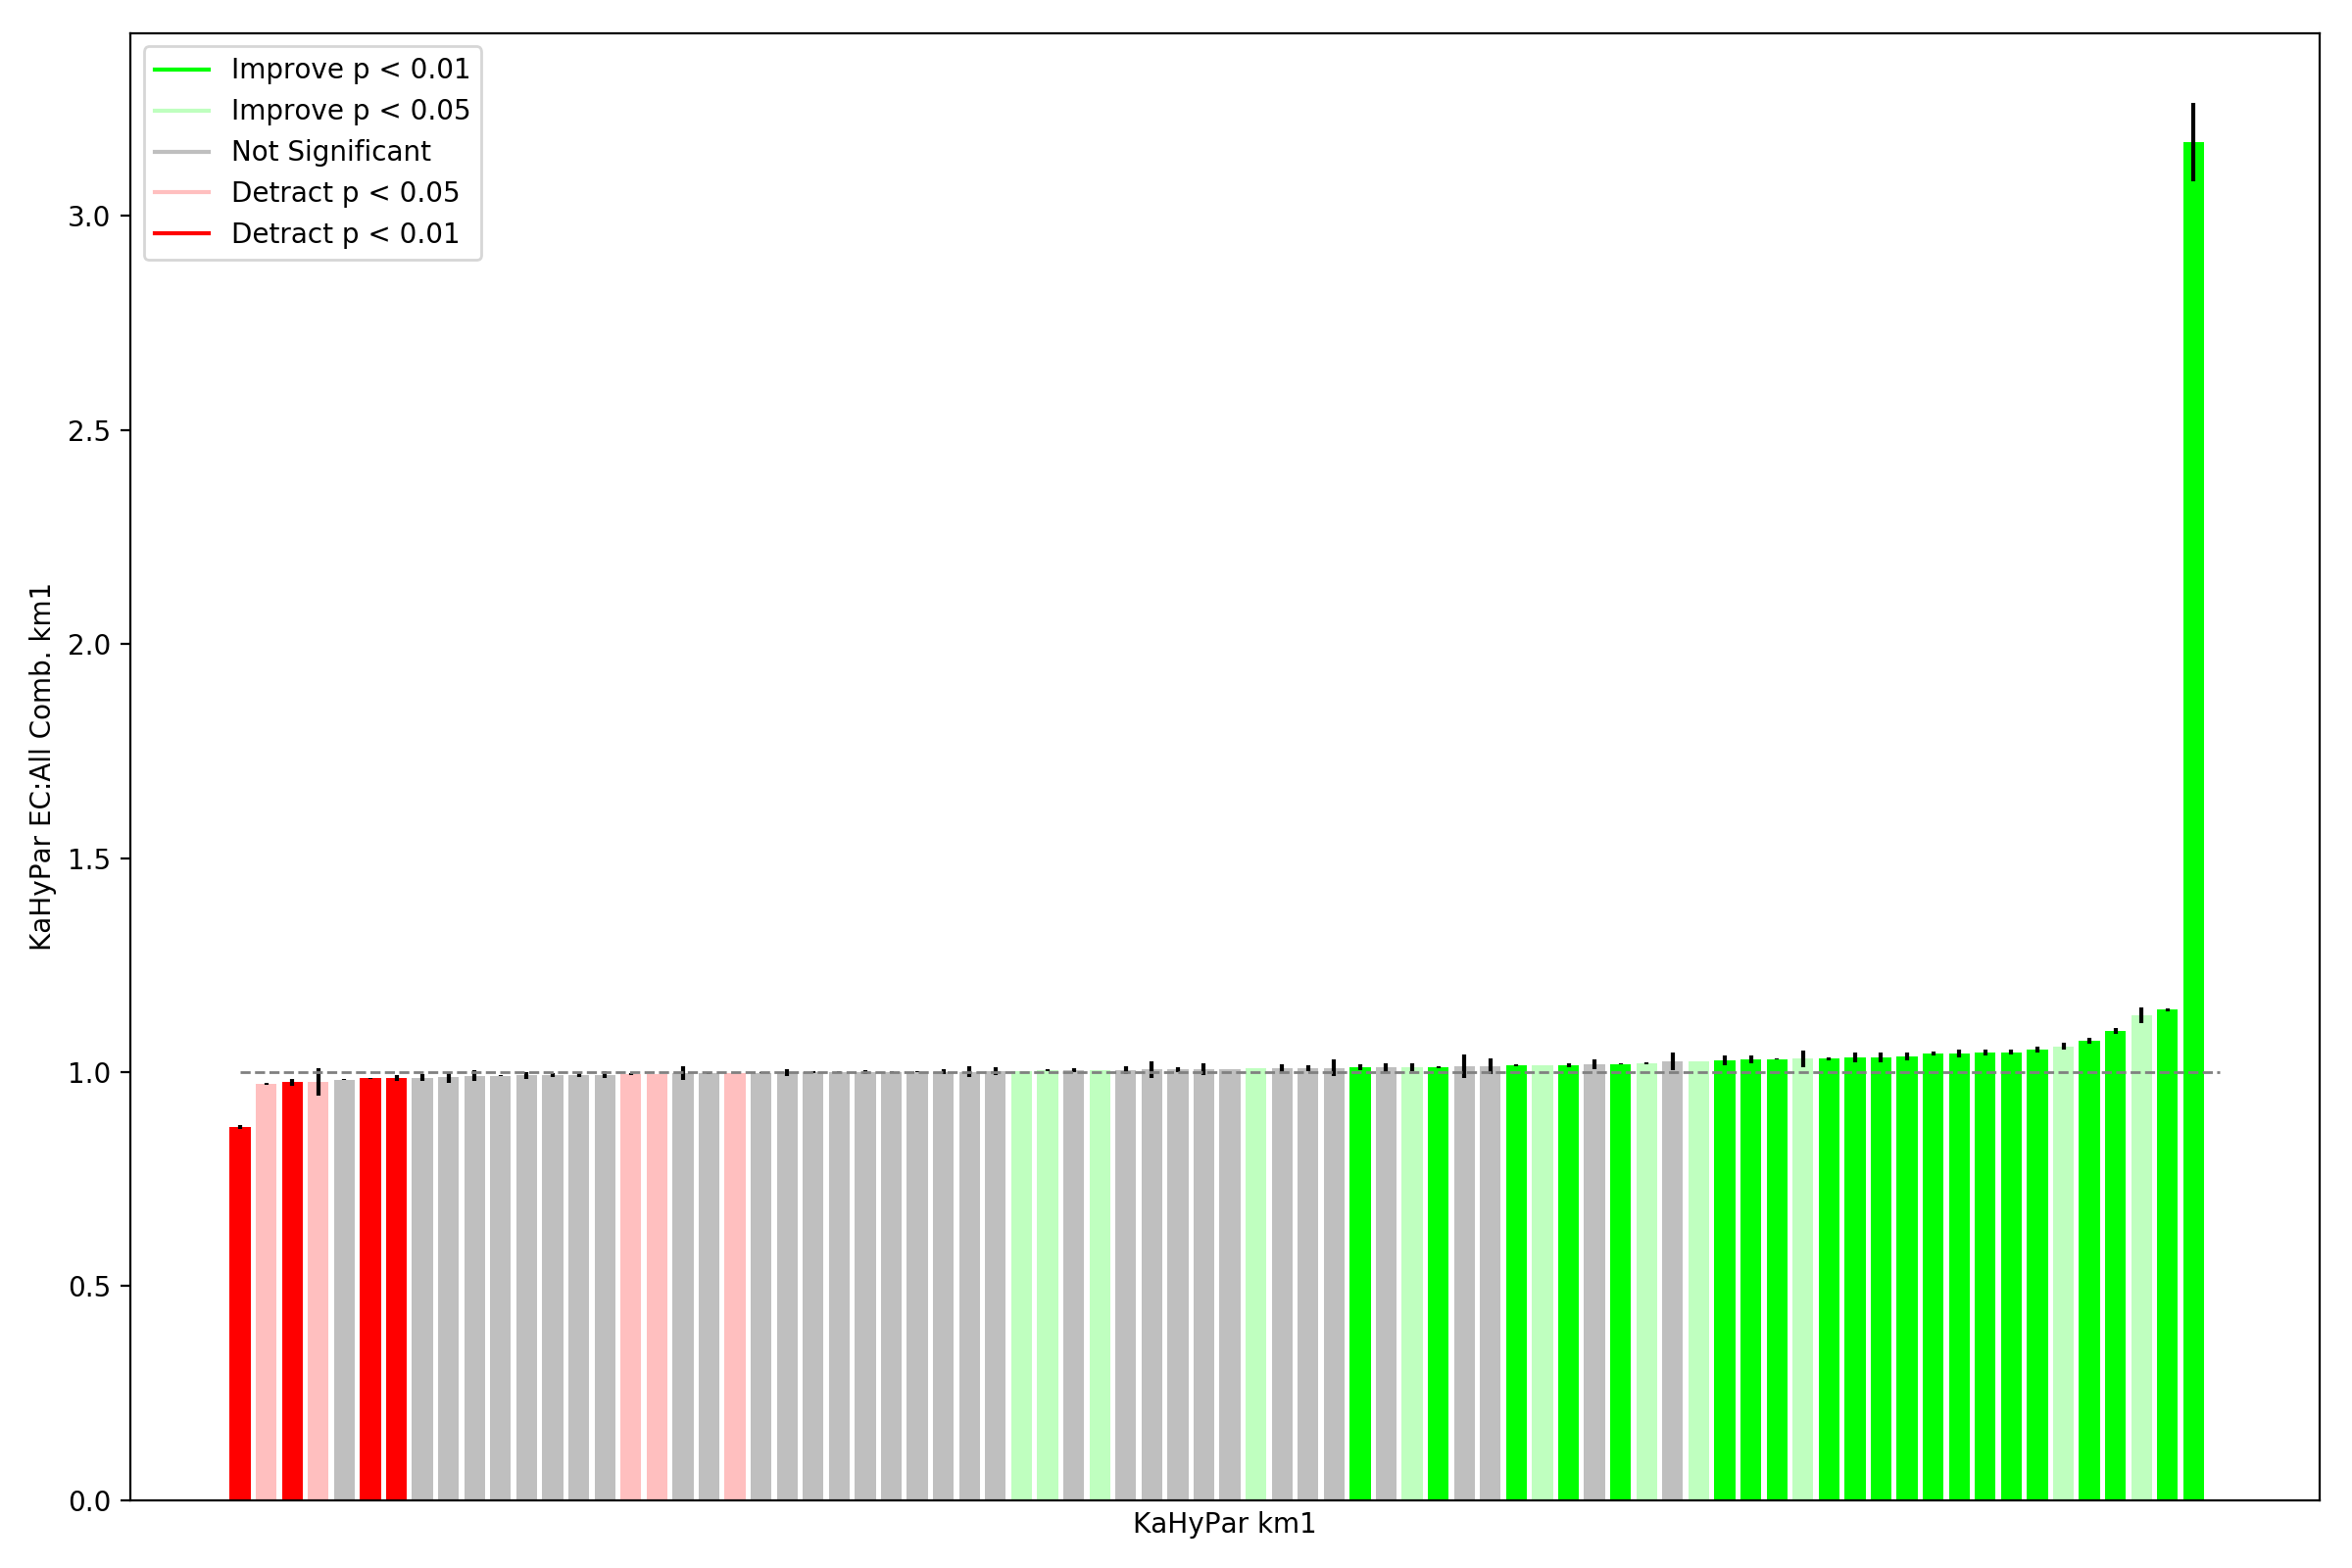 Improve p < 0.01
Improve p < 0.05
Not Significant
Detract p < 0.05
Detract p < 0.01
3.0
2.5
2.0
1.5
1.0
0.5
0.0
KaHyPar EC:All Comb. km1
KaHyPar km1